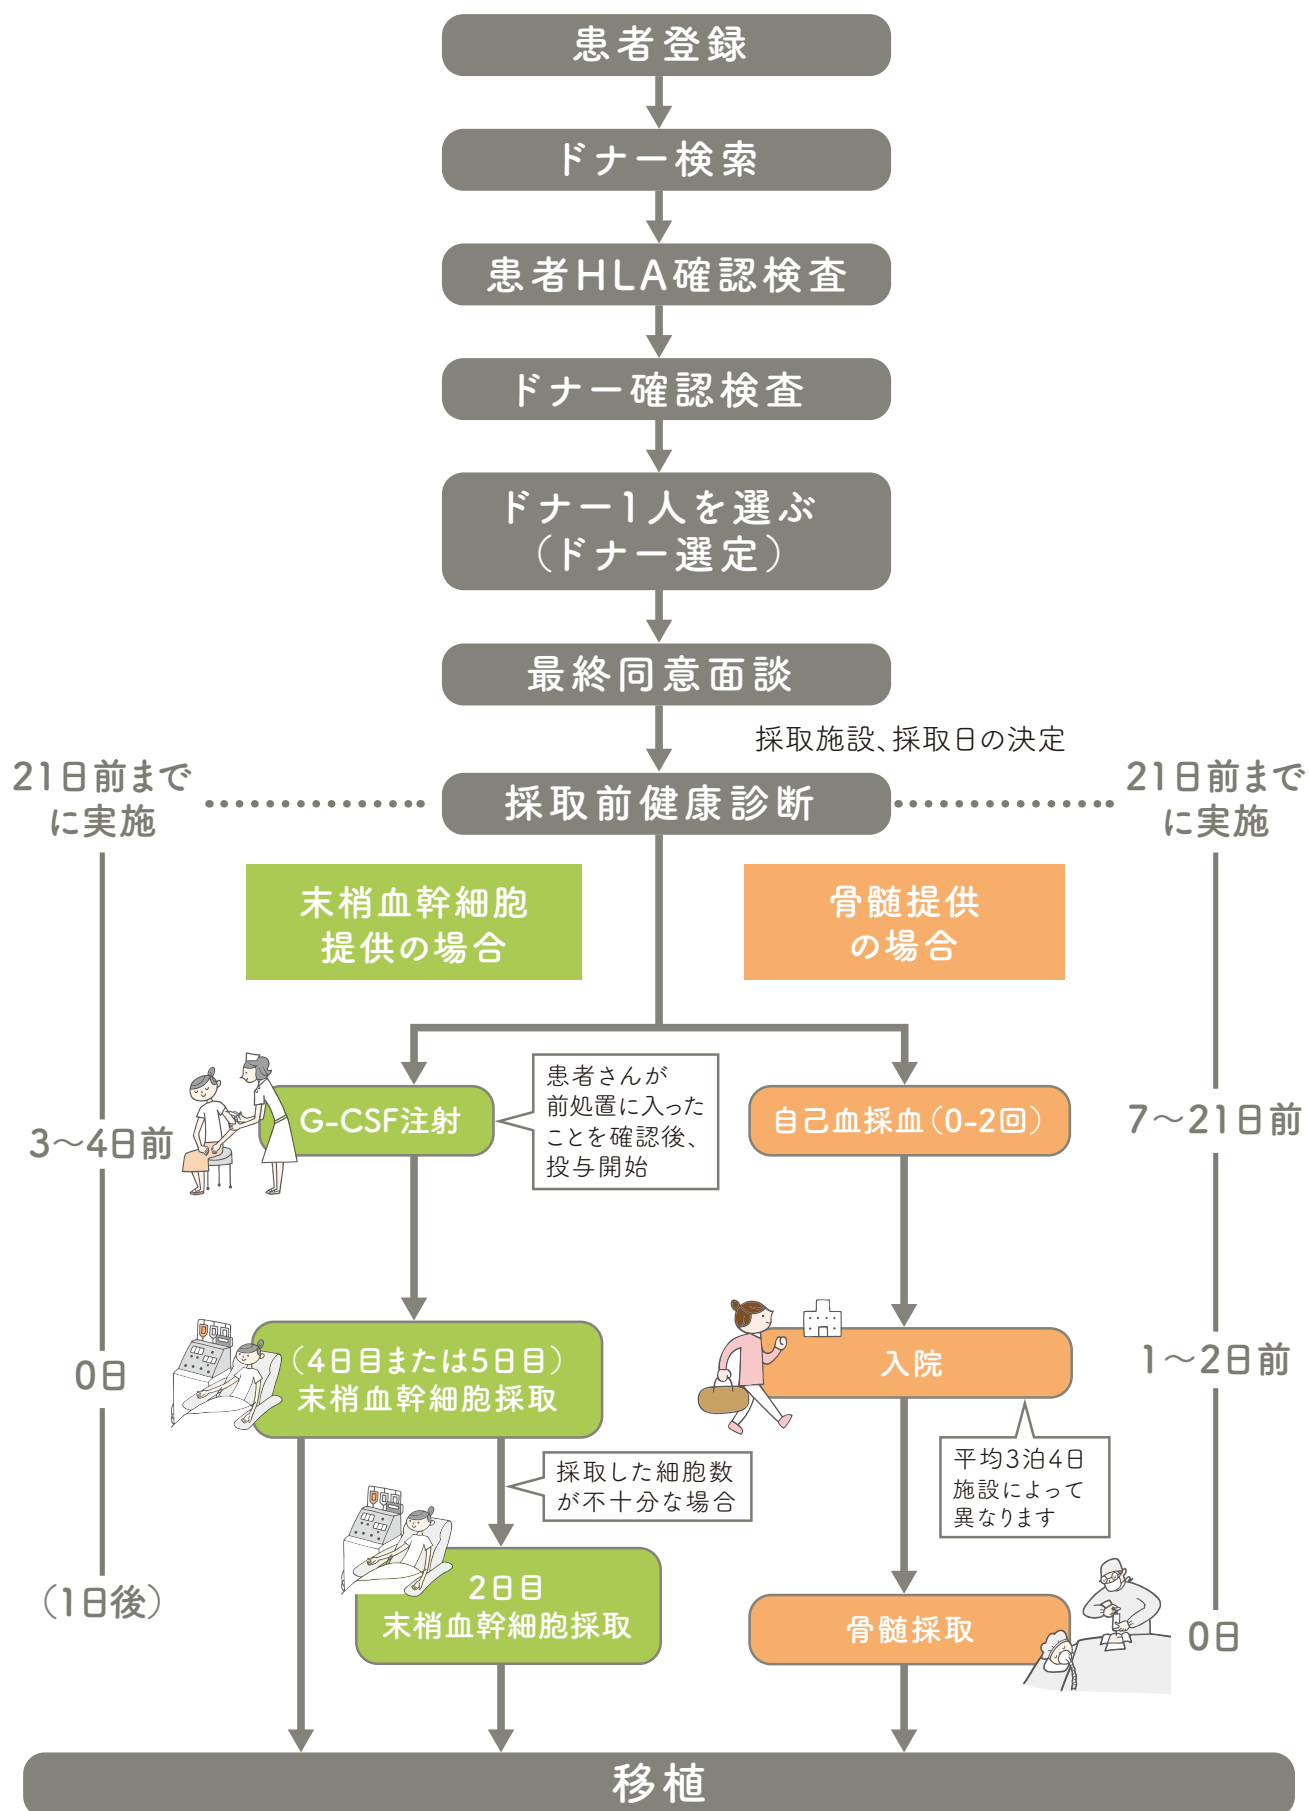 患者登録
ドナー検索
患者HLA確認検査
ドナー確認検査
ドナー1人を選ぶ
(ドナー選定)
最終同意面談
採取施設、採取日の決定
21日前まで
に実施
採取前健康診断
21日前まで
に実施
末梢血幹細胞
提供の場合
骨髄提供
の場合
3〜4日前
G-CSF注射
患者さんが
前処置に入った
ことを確認後、
投与開始
自己血採血(0-2回)
7〜21日前
0日
(4日目または5日目)
末梢血幹細胞採取
入院
1〜2日前
採取した細胞数
が不十分な場合
平均3泊4日
施設によって
異なります
(1日後)
2日目
末梢血幹細胞採取
骨髄採取
0日
移植